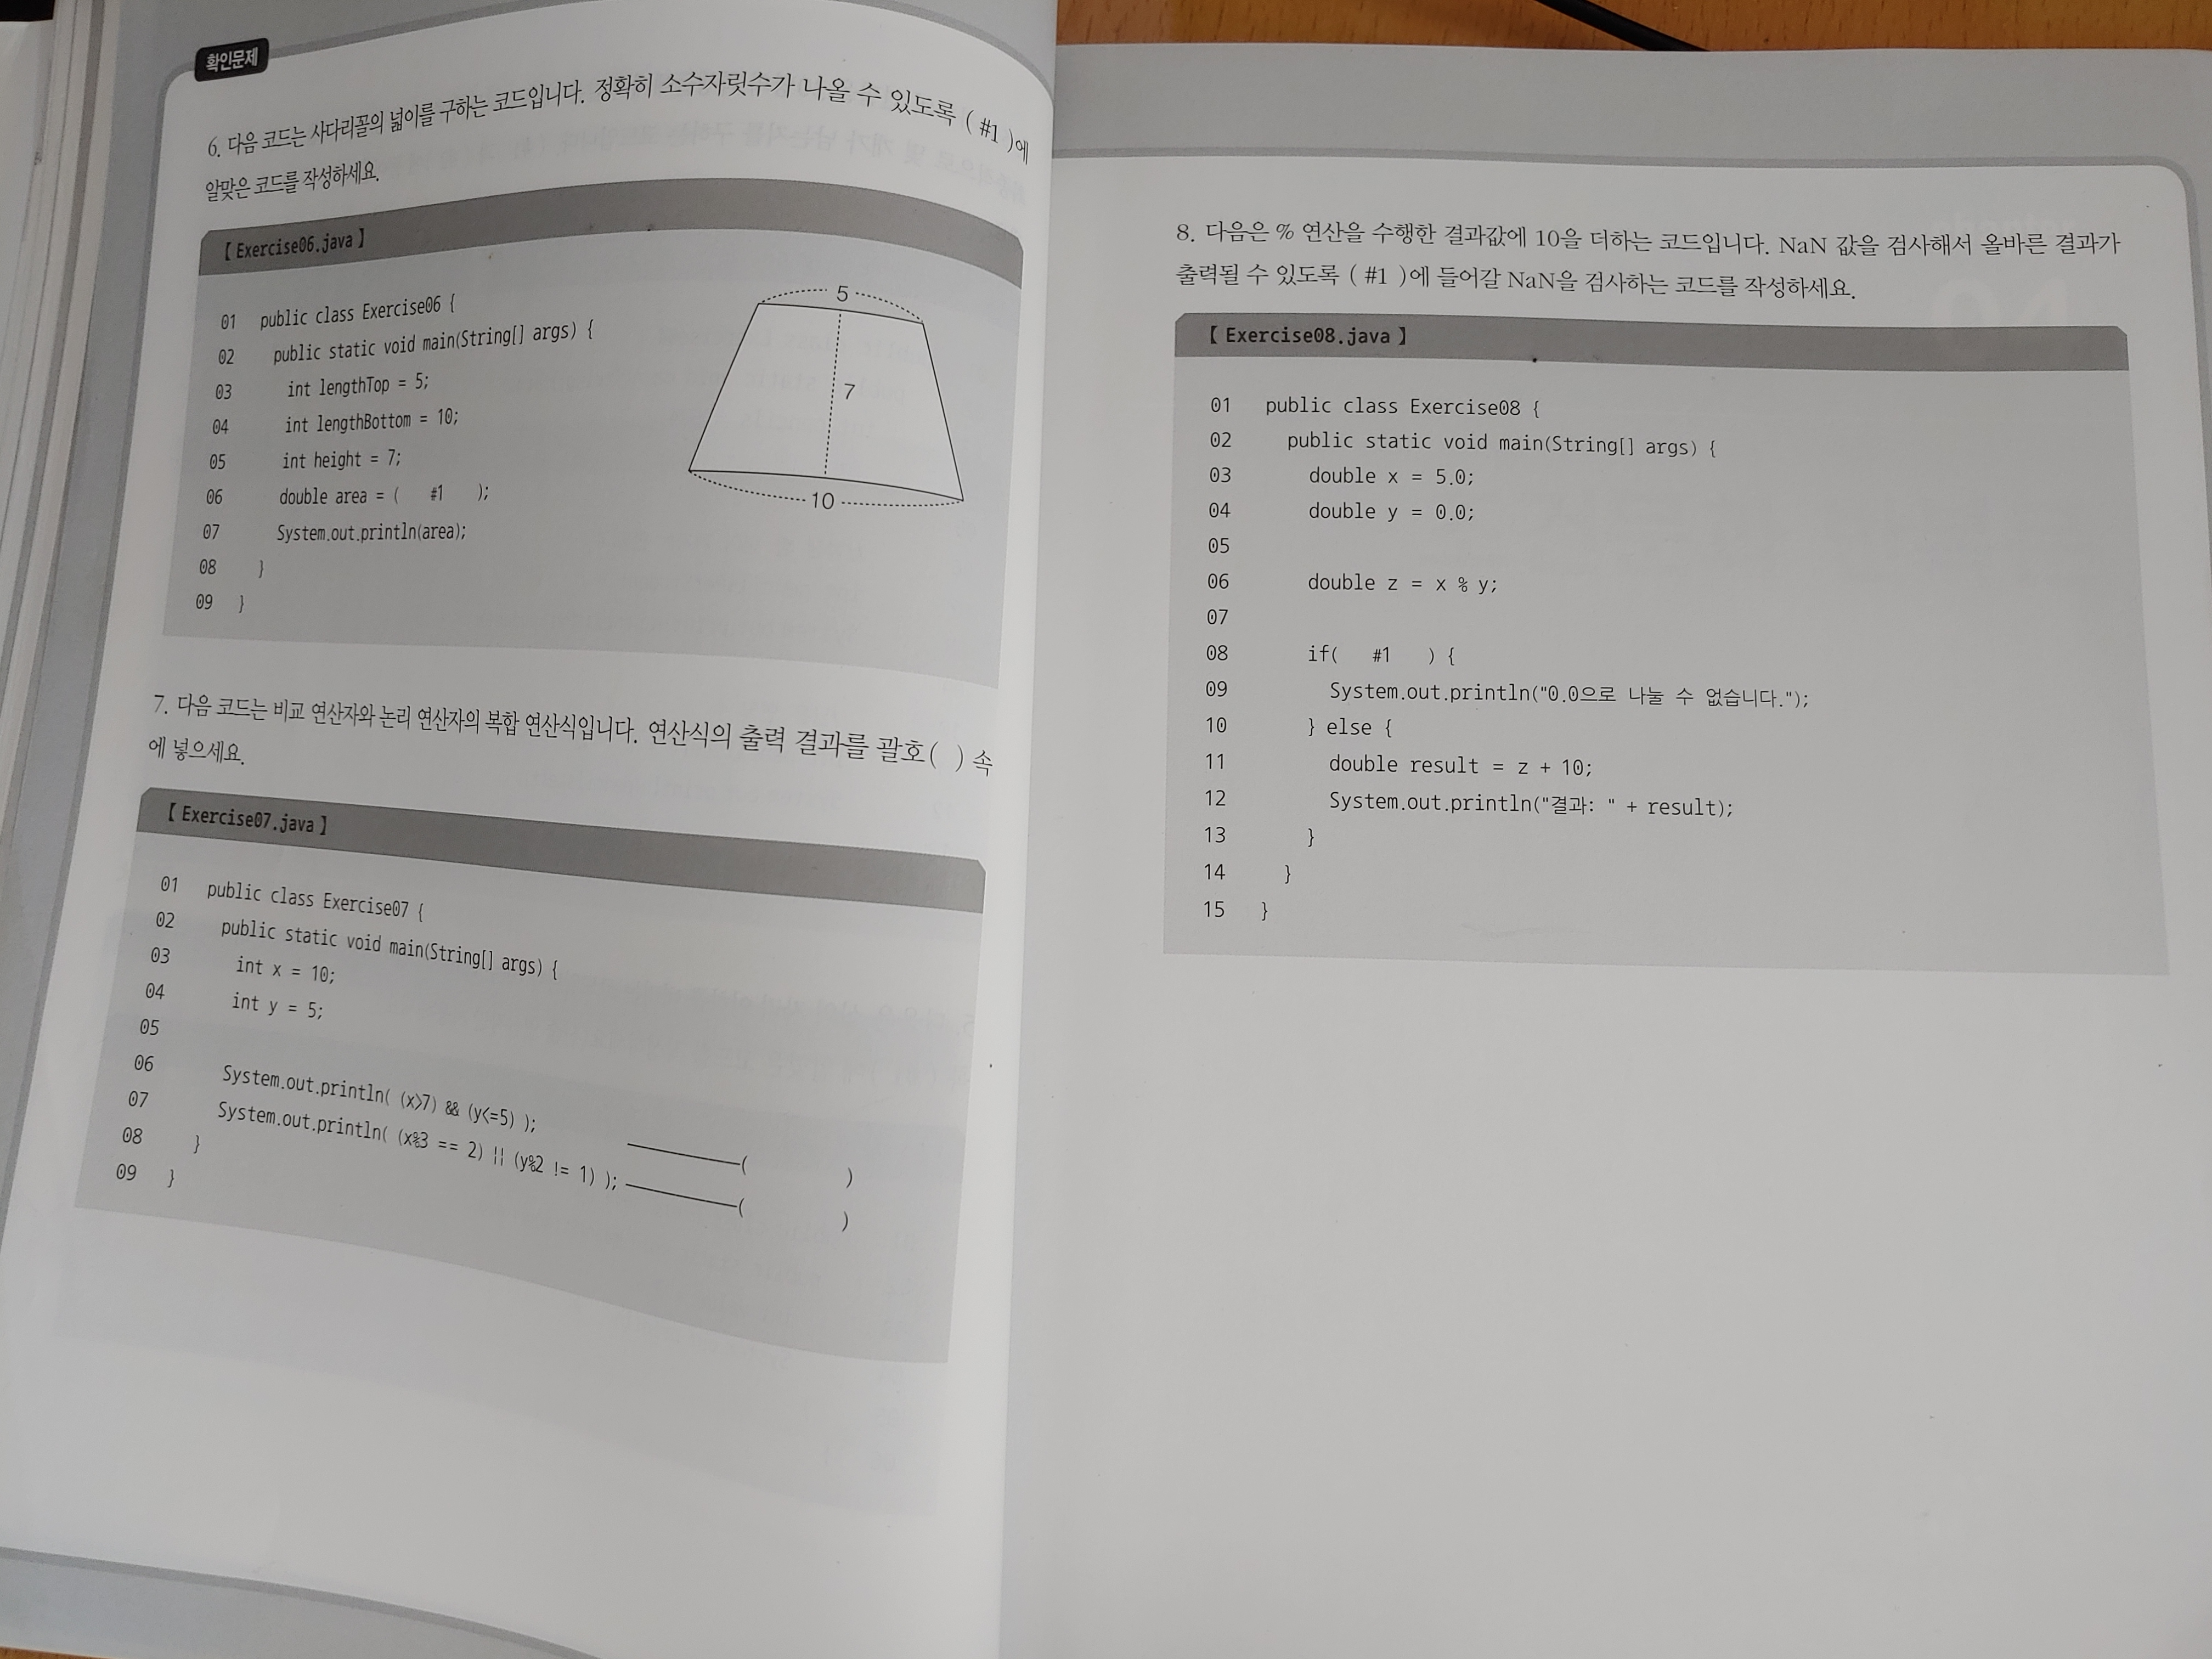 확인문제
6. 다음 코드는 사다리꼴의 넓이를 구하는 코드입니다. 정확히 소수자릿수가 나올 수 있도록 ( #1 )에
알맞은 코드를 작성하세요.
【 Exercise06.java 】
01 public class Exercise06 {
02 public static void main(String[] args) {
03 int lengthTop = 5;
04 int lengthBottom = 10;
05 int height = 7;
06 double area = ( #1 );
07 System.out.println(area);
08 }
09 }
5
7
10
7. 다음 코드는 비교 연산자와 논리 연산자의 복합 연산식입니다. 연산식의 출력 결과를 괄호( ) 속
에 넣으세요.
【 Exercise07.java 】
01 public class Exercise07 {
02 public static void main(String[] args) {
03 int x = 10;
04 int y = 5;
05
06 System.out.println( (x>7) && (y<=5) ); ( )
07 System.out.println( (x%3 == 2) || (y%2 != 1) ); ( )
08 }
09 }
8. 다음은 % 연산을 수행한 결과값에 10을 더하는 코드입니다. NaN 값을 검사해서 올바른 결과가
출력될 수 있도록 ( #1 )에 들어갈 NaN을 검사하는 코드를 작성하세요.
【 Exercise08.java 】
01 public class Exercise08 {
02 public static void main(String[] args) {
03 double x = 5.0;
04 double y = 0.0;
05
06 double z = x % y;
07
08 if( #1 ) {
09 System.out.println("0.0으로 나눌 수 없습니다.");
10 } else {
11 double result = z + 10;
12 System.out.println("결과: " + result);
13 }
14 }
15 }